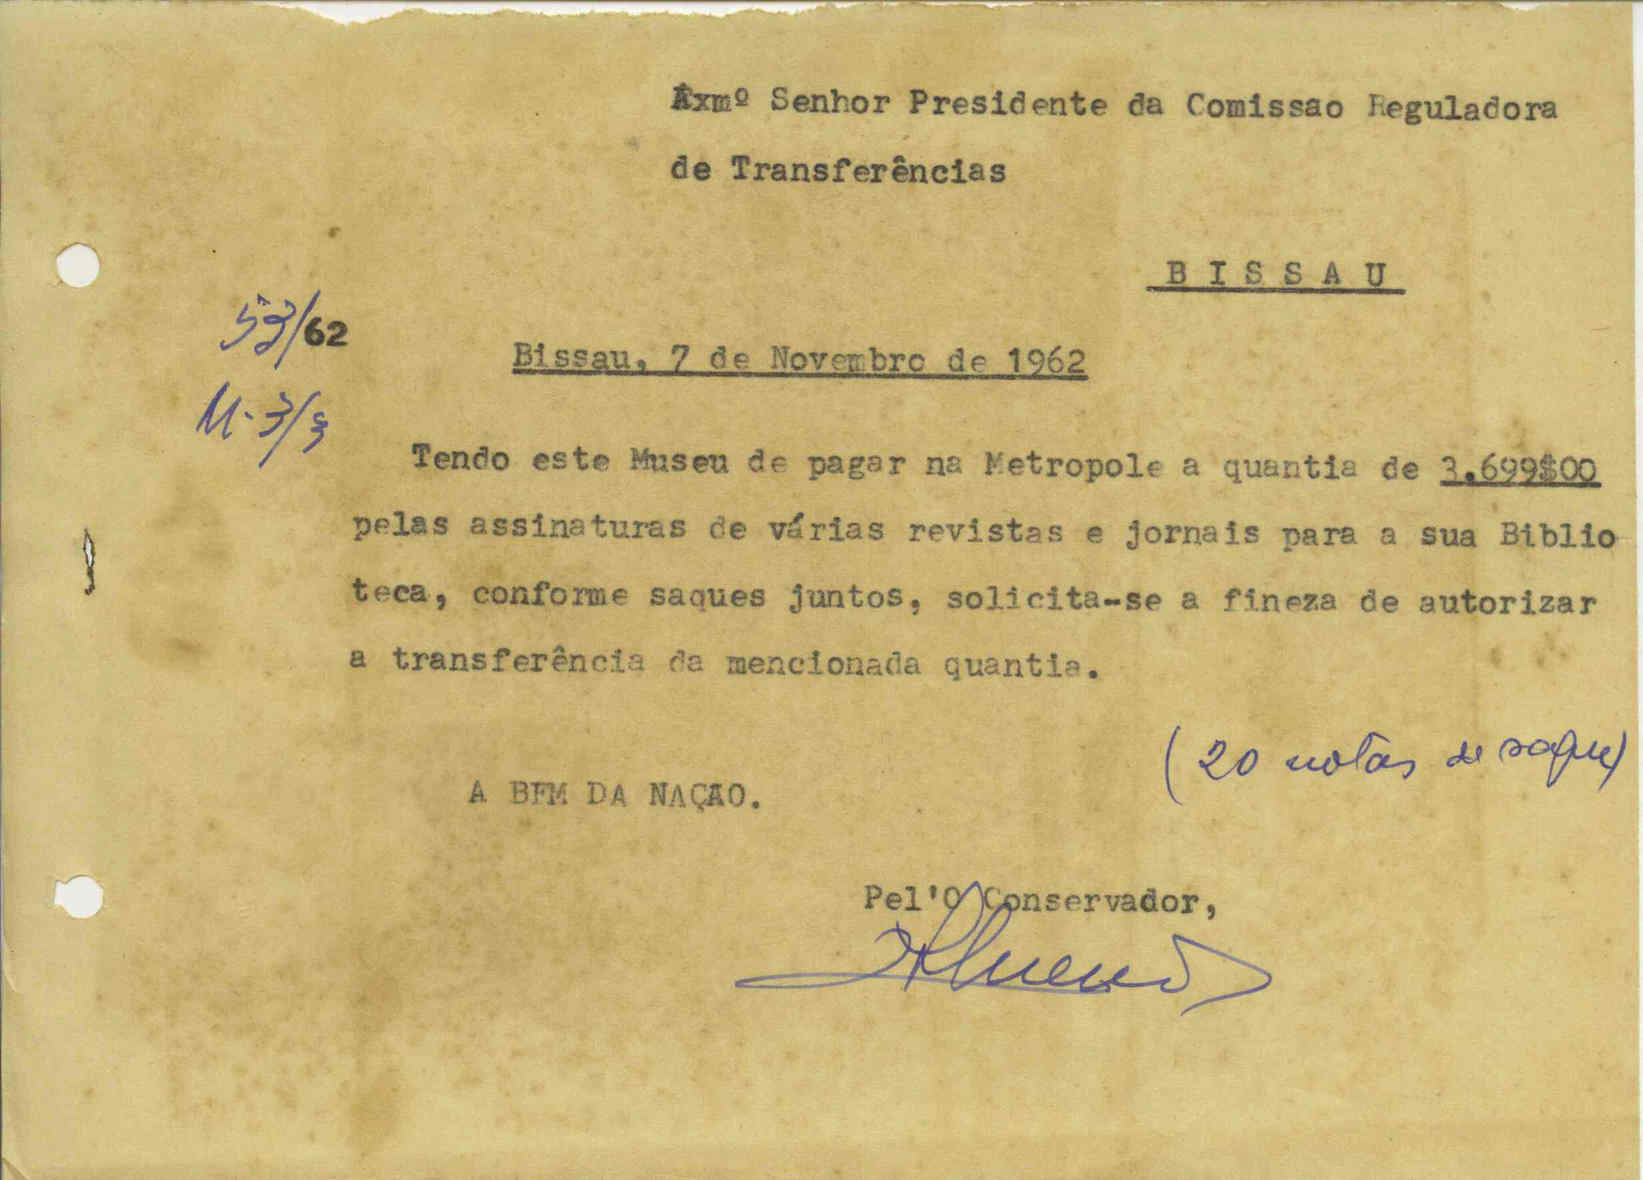 Exmº Senhor Presidente da Comissao Reguladora
de Transferências
B I S S A U
53/62
Bissau, 7 de Novembro de 1962
M-3/3
Tendo este Museu de pagar na Metropole a quantia de 3.699$00
pelas assinaturas de várias revistas e jornais para a sua Biblio
teca, conforme saques juntos, solicita-se a fineza de autorizar
a transferência da mencionada quantia.
(20 notas de saque)
A BEM DA NAÇAO.
Pel'O Conservador,